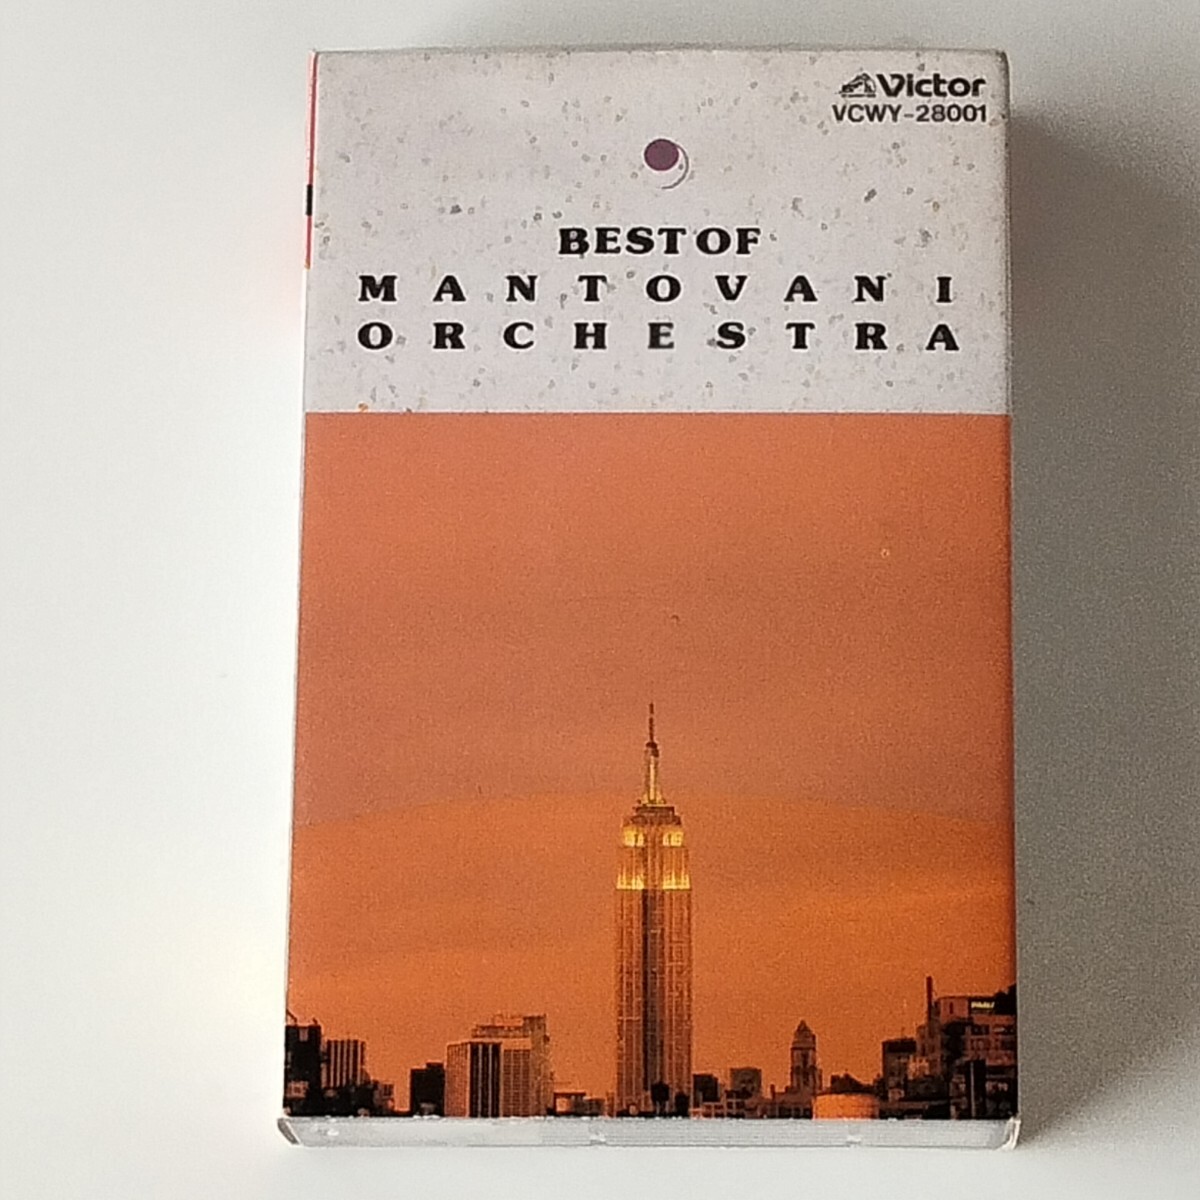 Victor
VCWY-28001
BEST OF
MANTOVANI
ORCHESTRA